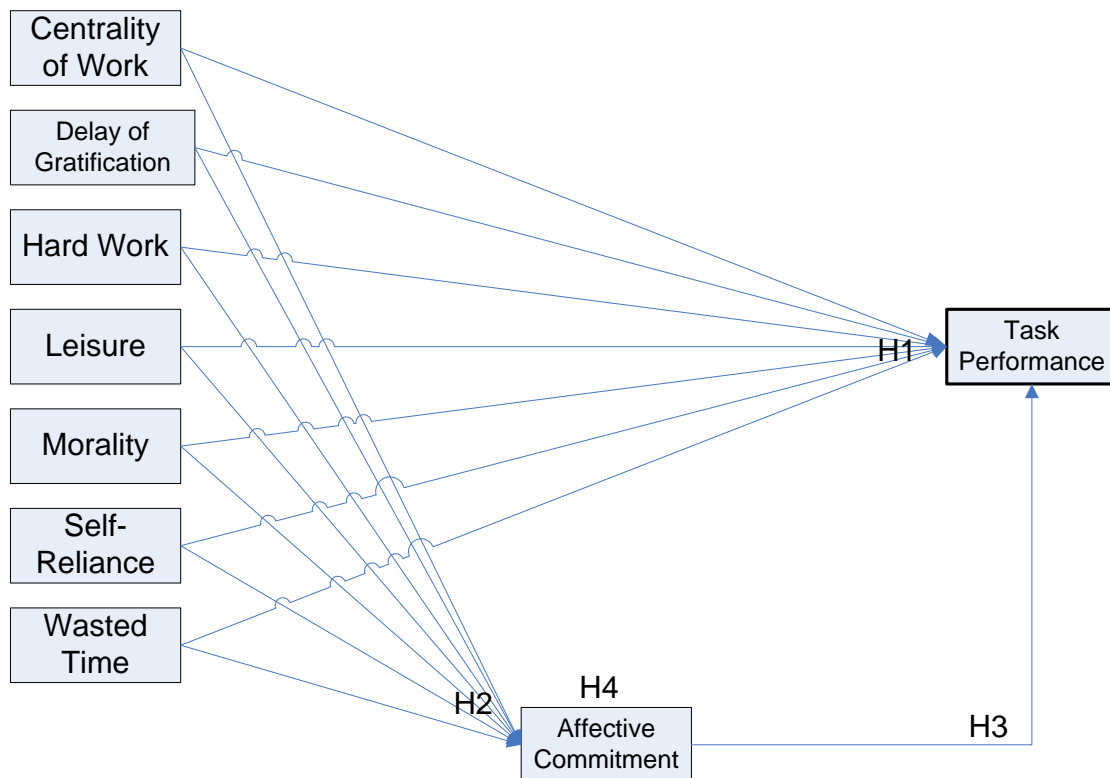 Centrality
of Work
Delay of
Gratification
Hard Work
Leisure
Morality
Self-
Reliance
Wasted
Time
H1
Task
Performance
H2
H4
Affective
Commitment
H3